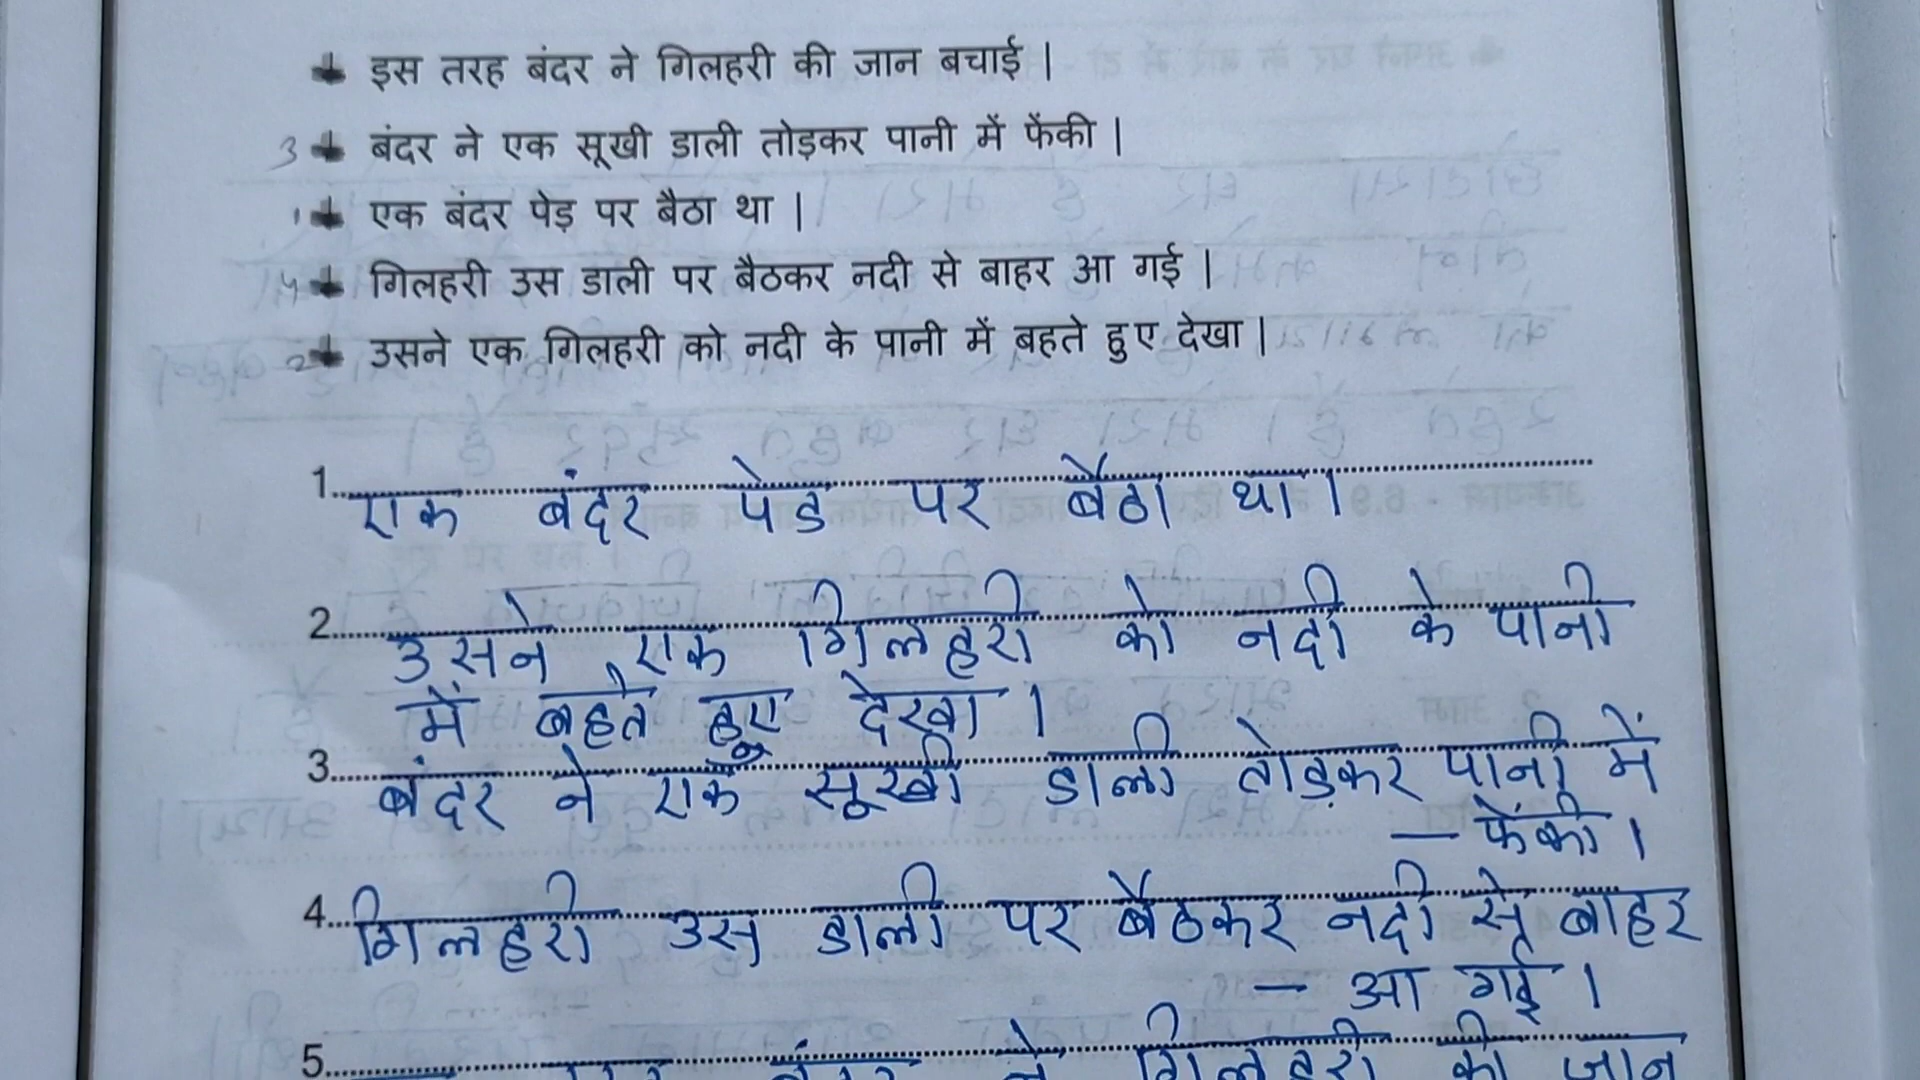 इस तरह बंदर ने गिलहरी की जान बचाई |
3 बंदर ने एक सूखी डाली तोड़कर पानी में फेंकी |
1 एक बंदर पेड़ पर बैठा था |
4 गिलहरी उस डाली पर बैठकर नदी से बाहर आ गई |
2 उसने एक गिलहरी को नदी के पानी में बहते हुए देखा |
1. एक बंदर पेड पर बैठा था।
2. उसने एक गिलहरी को नदी के पानी
में बहते हुए देखा।
3. बंदर ने एक सूखी डाली तोड़कर पानी में
— फेंकी।
4. गिलहरी उस डाली पर बैठकर नदी से बाहर
— आ गई।
5. बंदर ने गिलहरी की जान